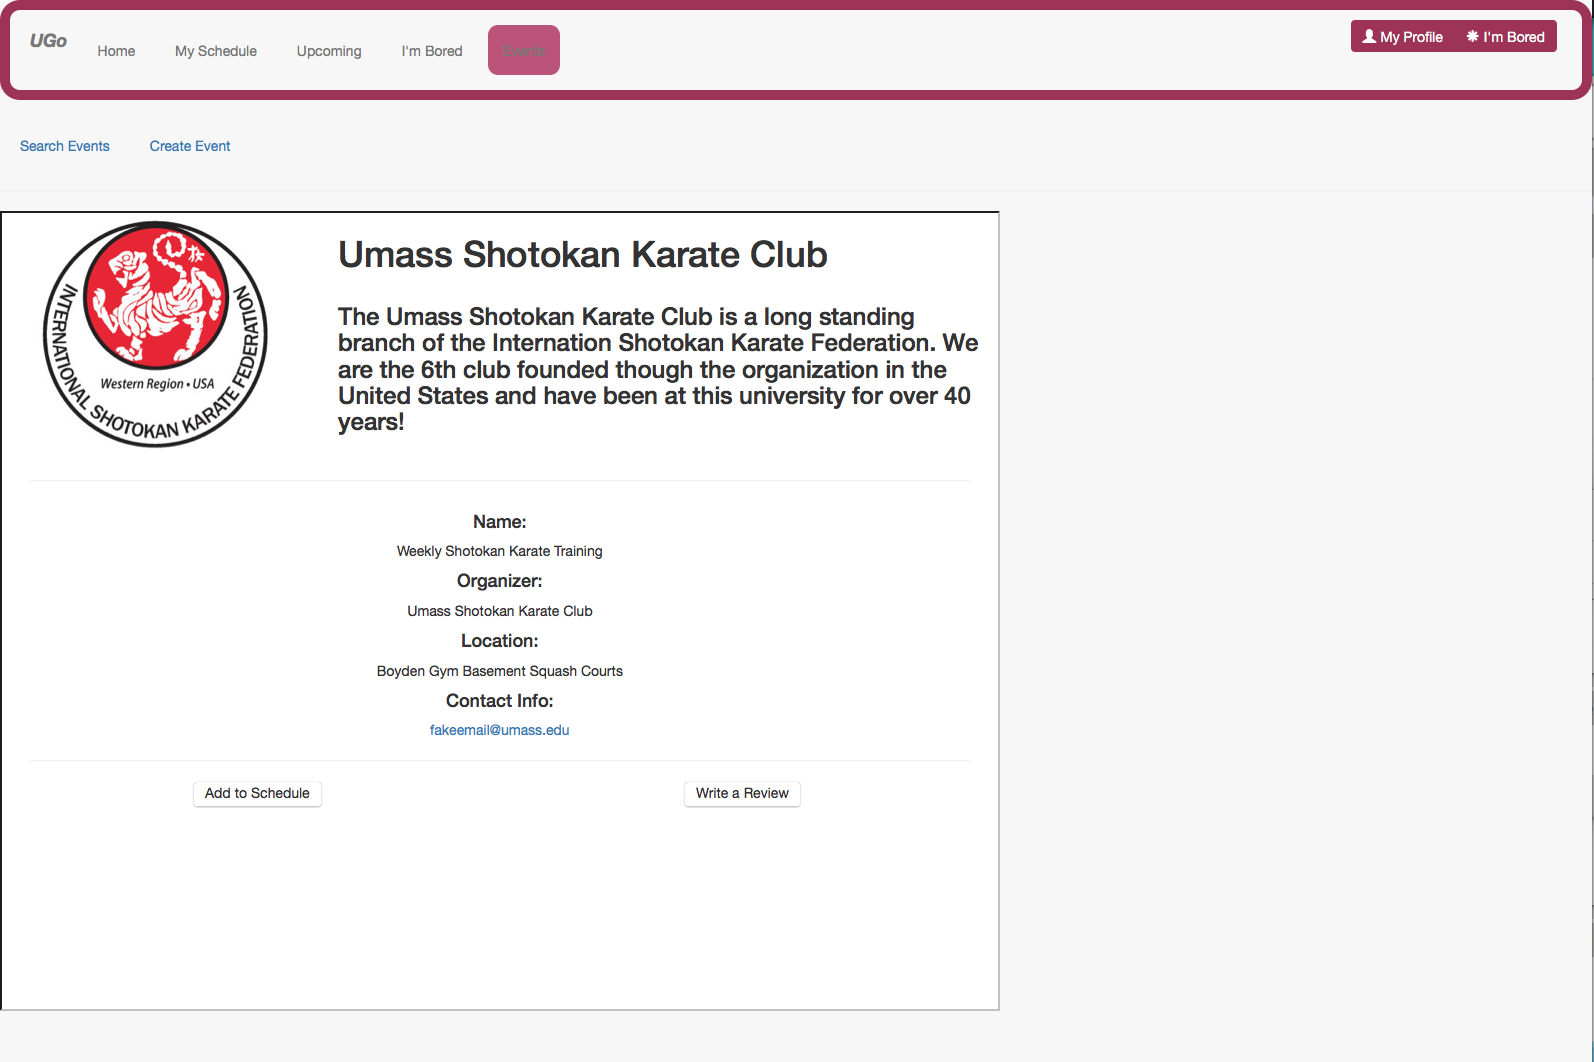 UGo
Home
My Schedule
Upcoming
I'm Bored
Events
My Profile
I'm Bored
Search Events
Create Event
INTERNATIONAL SHOTOKAN KARATE FEDERATION
Western Region • USA
Umass Shotokan Karate Club
The Umass Shotokan Karate Club is a long standing
branch of the Internation Shotokan Karate Federation. We
are the 6th club founded though the organization in the
United States and have been at this university for over 40
years!
Name:
Weekly Shotokan Karate Training
Organizer:
Umass Shotokan Karate Club
Location:
Boyden Gym Basement Squash Courts
Contact Info:
fakeemail@umass.edu
Add to Schedule
Write a Review